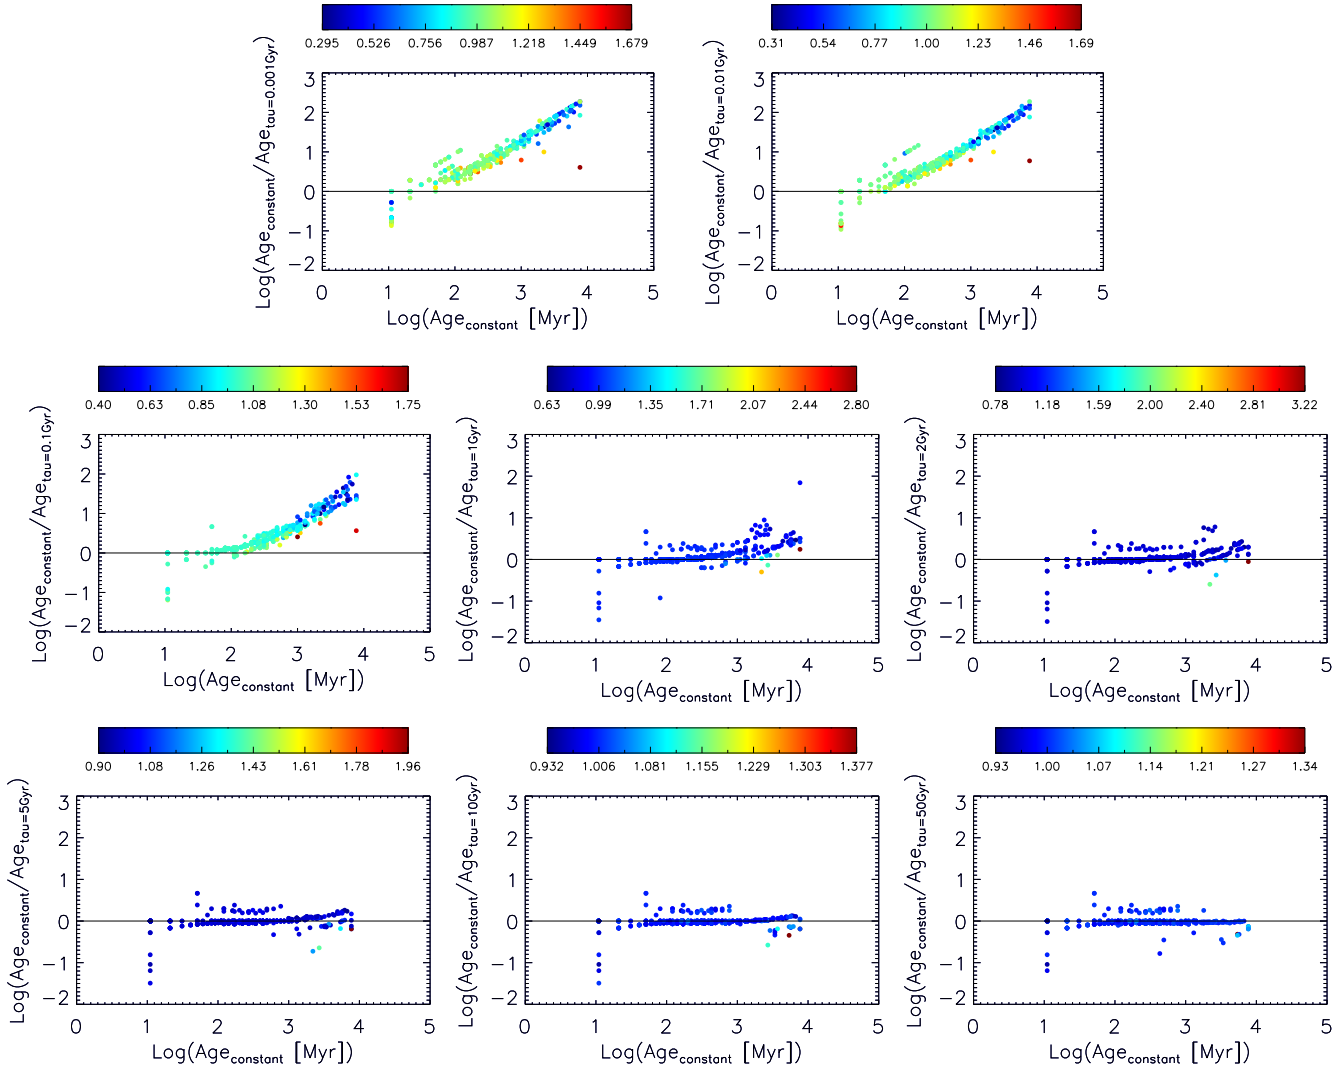 0.295 0.526 0.756 0.987 1.218 1.449 1.679
Log(Age_constant/Age_tau=0.001Gyr)
3
2
1
0
−1
−2
0 1 2 3 4 5
Log(Age_constant [Myr])
0.31 0.54 0.77 1.00 1.23 1.46 1.69
Log(Age_constant/Age_tau=0.01Gyr)
3
2
1
0
−1
−2
0 1 2 3 4 5
Log(Age_constant [Myr])
0.40 0.63 0.85 1.08 1.30 1.53 1.75
Log(Age_constant/Age_tau=0.1Gyr)
3
2
1
0
−1
−2
0 1 2 3 4 5
Log(Age_constant [Myr])
0.63 0.99 1.35 1.71 2.07 2.44 2.80
Log(Age_constant/Age_tau=1Gyr)
3
2
1
0
−1
−2
0 1 2 3 4 5
Log(Age_constant [Myr])
0.78 1.18 1.59 2.00 2.40 2.81 3.22
Log(Age_constant/Age_tau=2Gyr)
3
2
1
0
−1
−2
0 1 2 3 4 5
Log(Age_constant [Myr])
0.90 1.08 1.26 1.43 1.61 1.78 1.96
Log(Age_constant/Age_tau=5Gyr)
3
2
1
0
−1
−2
0 1 2 3 4 5
Log(Age_constant [Myr])
0.932 1.006 1.081 1.155 1.229 1.303 1.377
Log(Age_constant/Age_tau=10Gyr)
3
2
1
0
−1
−2
0 1 2 3 4 5
Log(Age_constant [Myr])
0.93 1.00 1.07 1.14 1.21 1.27 1.34
Log(Age_constant/Age_tau=50Gyr)
3
2
1
0
−1
−2
0 1 2 3 4 5
Log(Age_constant [Myr])